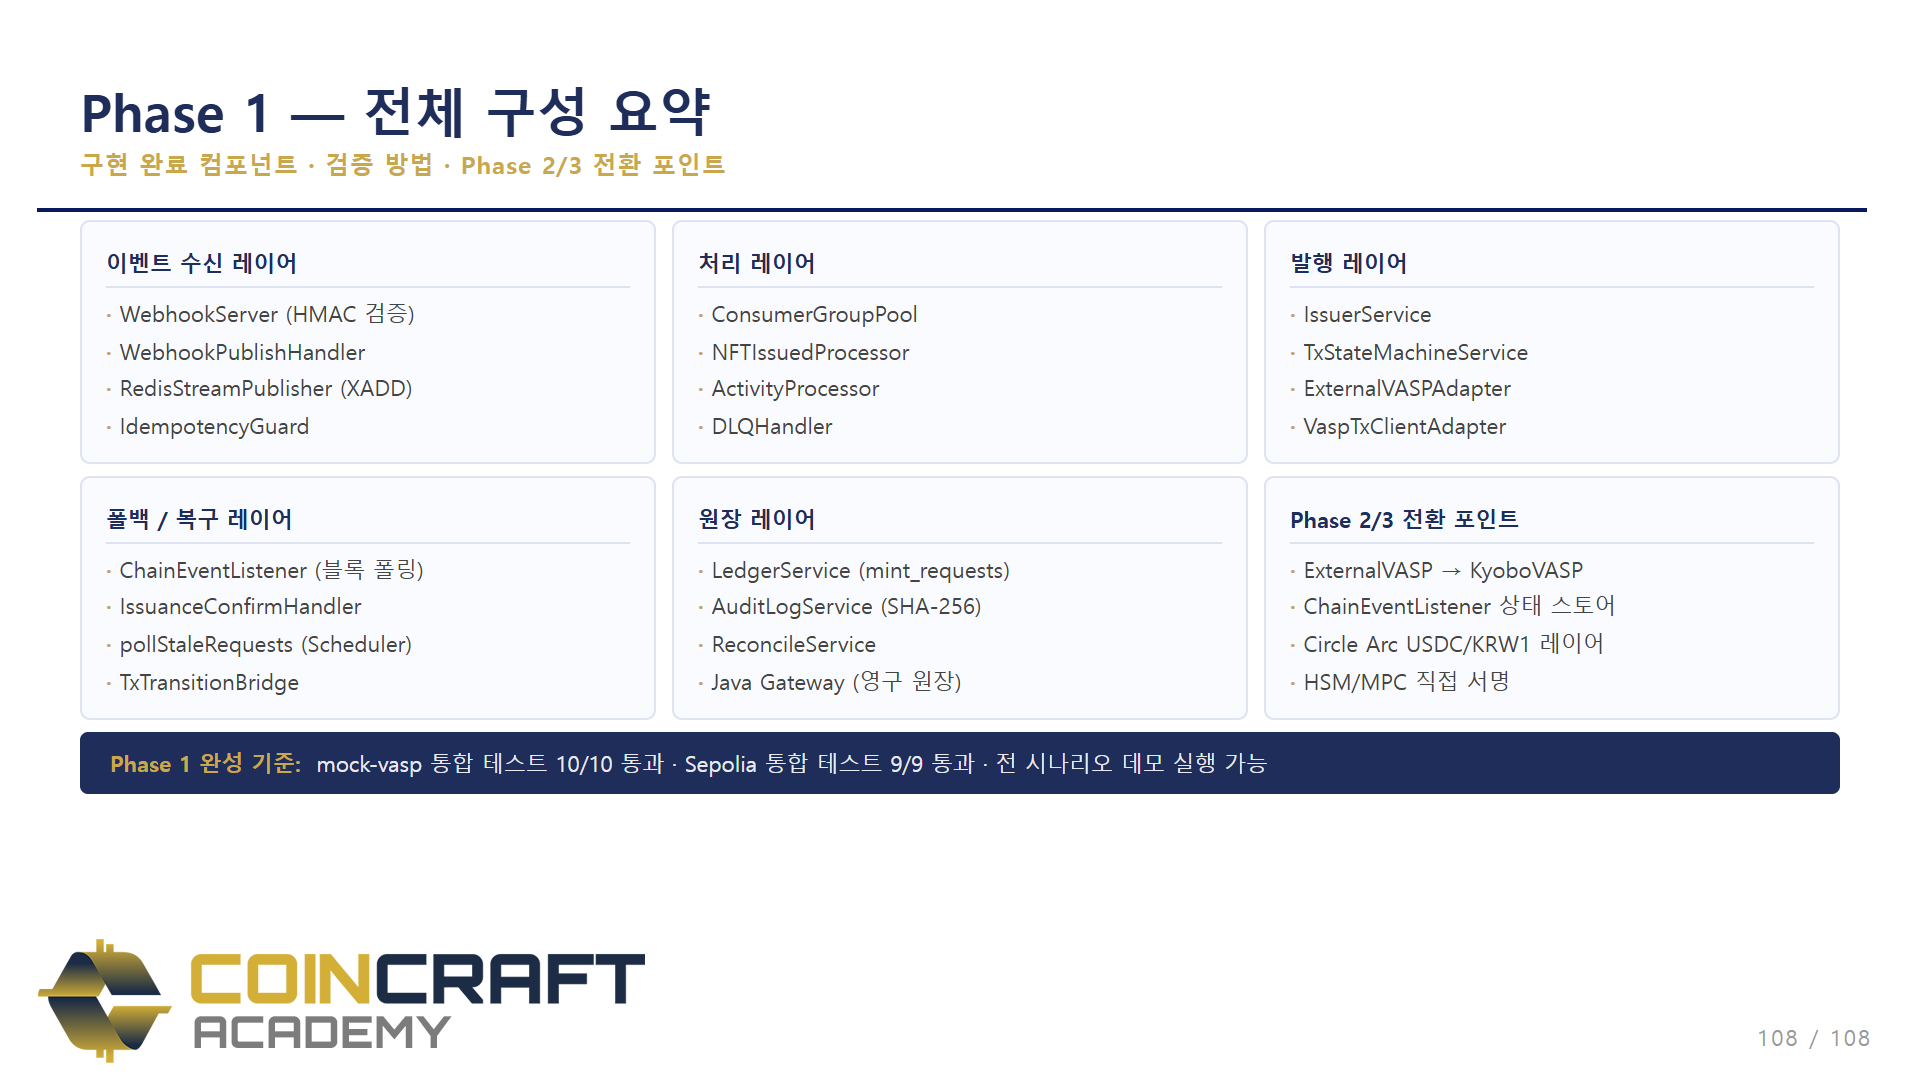 Phase 1 — 전체 구성 요약
구현 완료 컴포넌트 · 검증 방법 · Phase 2/3 전환 포인트
이벤트 수신 레이어
· WebhookServer (HMAC 검증)
· WebhookPublishHandler
· RedisStreamPublisher (XADD)
· IdempotencyGuard
처리 레이어
· ConsumerGroupPool
· NFTIssuedProcessor
· ActivityProcessor
· DLQHandler
발행 레이어
· IssuerService
· TxStateMachineService
· ExternalVASPAdapter
· VaspTxClientAdapter
폴백 / 복구 레이어
· ChainEventListener (블록 폴링)
· IssuanceConfirmHandler
· pollStaleRequests (Scheduler)
· TxTransitionBridge
원장 레이어
· LedgerService (mint_requests)
· AuditLogService (SHA-256)
· ReconcileService
· Java Gateway (영구 원장)
Phase 2/3 전환 포인트
· ExternalVASP → KyoboVASP
· ChainEventListener 상태 스토어
· Circle Arc USDC/KRW1 레이어
· HSM/MPC 직접 서명
Phase 1 완성 기준: mock-vasp 통합 테스트 10/10 통과 · Sepolia 통합 테스트 9/9 통과 · 전 시나리오 데모 실행 가능
COINCRAFT
ACADEMY
108 / 108